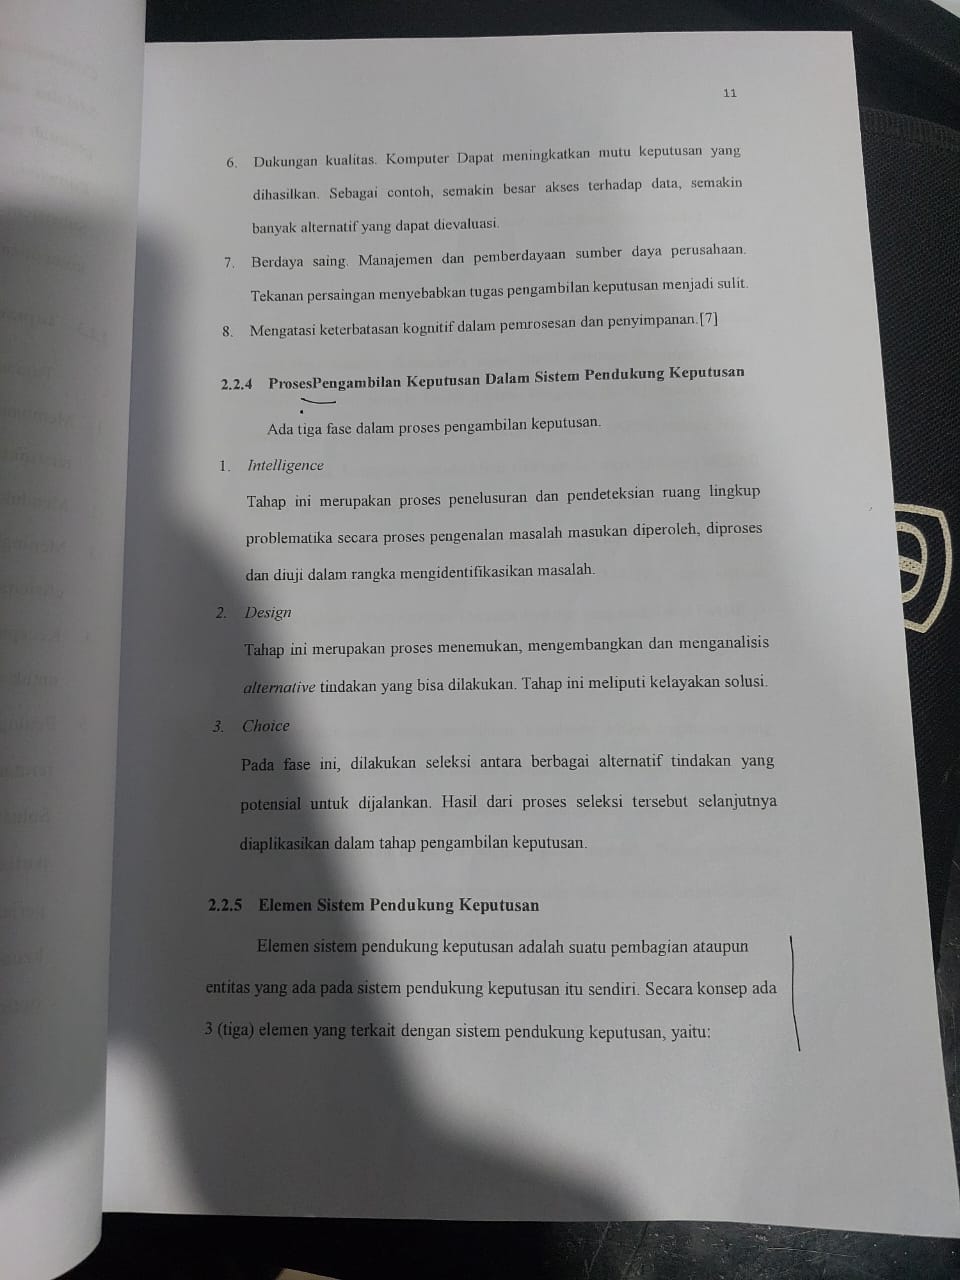 11
6. Dukungan kualitas. Komputer Dapat meningkatkan mutu keputusan yang
dihasilkan. Sebagai contoh, semakin besar akses terhadap data, semakin
banyak alternatif yang dapat dievaluasi.
7. Berdaya saing. Manajemen dan pemberdayaan sumber daya perusahaan.
Tekanan persaingan menyebabkan tugas pengambilan keputusan menjadi sulit.
8. Mengatasi keterbatasan kognitif dalam pemrosesan dan penyimpanan.[7]
2.2.4 ProsesPengambilan Keputusan Dalam Sistem Pendukung Keputusan
Ada tiga fase dalam proses pengambilan keputusan.
1. Intelligence
Tahap ini merupakan proses penelusuran dan pendeteksian ruang lingkup
problematika secara proses pengenalan masalah masukan diperoleh, diproses
dan diuji dalam rangka mengidentifikasikan masalah.
2. Design
Tahap ini merupakan proses menemukan, mengembangkan dan menganalisis
alternative tindakan yang bisa dilakukan. Tahap ini meliputi kelayakan solusi.
3. Choice
Pada fase ini, dilakukan seleksi antara berbagai alternatif tindakan yang
potensial untuk dijalankan. Hasil dari proses seleksi tersebut selanjutnya
diaplikasikan dalam tahap pengambilan keputusan.
2.2.5 Elemen Sistem Pendukung Keputusan
Elemen sistem pendukung keputusan adalah suatu pembagian ataupun
entitas yang ada pada sistem pendukung keputusan itu sendiri. Secara konsep ada
3 (tiga) elemen yang terkait dengan sistem pendukung keputusan, yaitu: